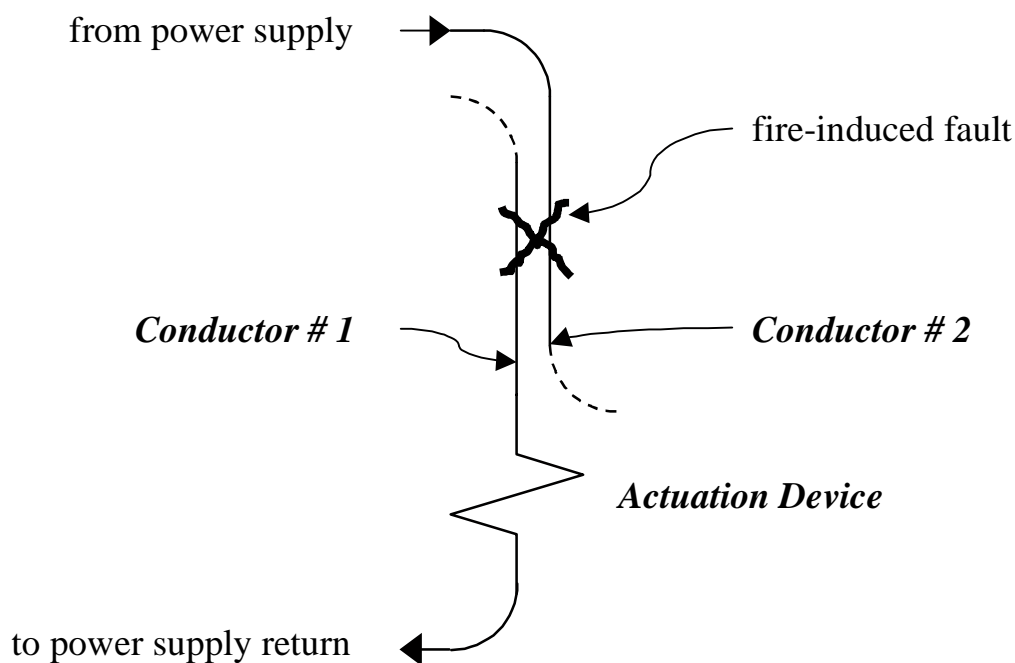 from power supply
fire-induced fault
Conductor # 1
Conductor # 2
Actuation Device
to power supply return